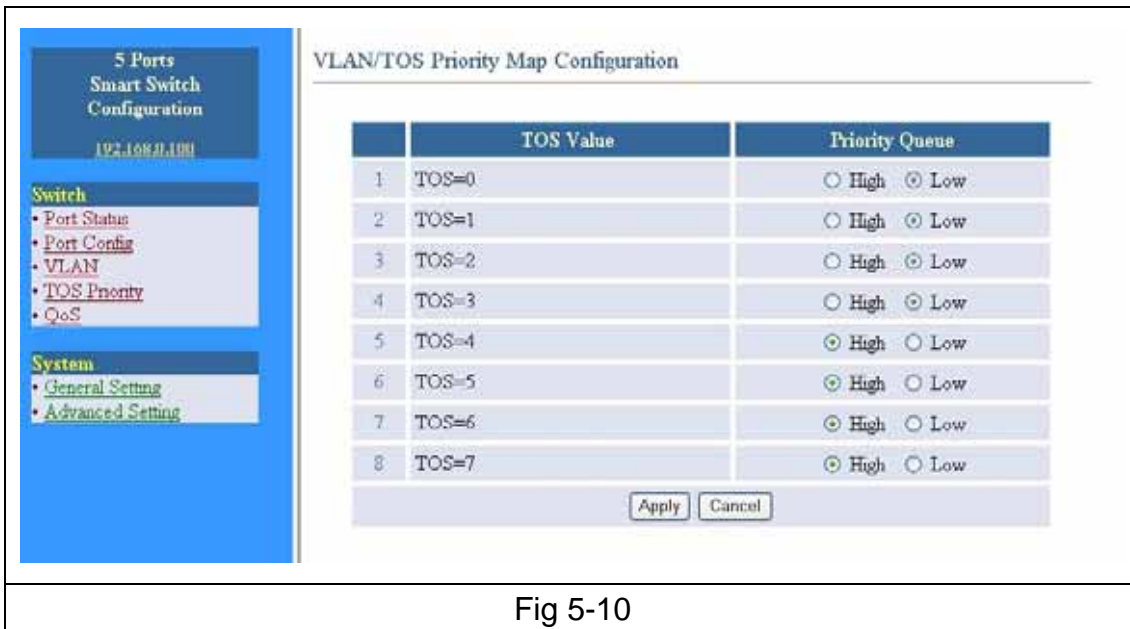 5 Ports
Smart Switch
Configuration
192.168.0.100
Switch
• Port Status
• Port Config
• VLAN
• TOS Priority
• QoS
System
• General Setting
• Advanced Setting
VLAN/TOS Priority Map Configuration
TOS Value Priority Queue
1 TOS=0 High Low
2 TOS=1 High Low
3 TOS=2 High Low
4 TOS=3 High Low
5 TOS=4 High Low
6 TOS=5 High Low
7 TOS=6 High Low
8 TOS=7 High Low
Apply Cancel
Fig 5-10